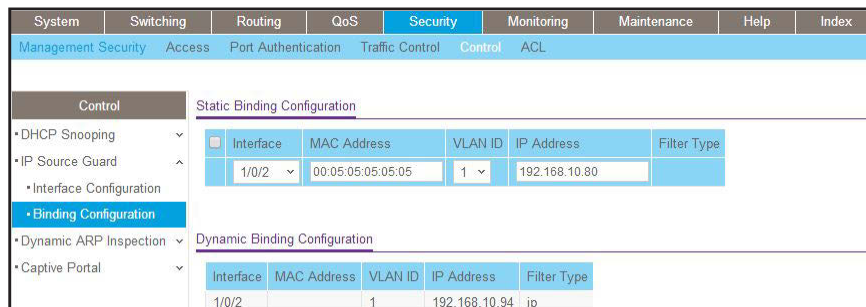 System Switching Routing QoS Security Monitoring Maintenance Help Index
Management Security Access Port Authentication Traffic Control Control ACL
Control
DHCP Snooping
IP Source Guard
Interface Configuration
Binding Configuration
Dynamic ARP Inspection
Captive Portal
Static Binding Configuration
Interface MAC Address VLAN ID IP Address Filter Type
1/0/2 00:05:05:05:05:05 1 192.168.10.80
Dynamic Binding Configuration
Interface MAC Address VLAN ID IP Address Filter Type
1/0/2 1 192.168.10.94 ip